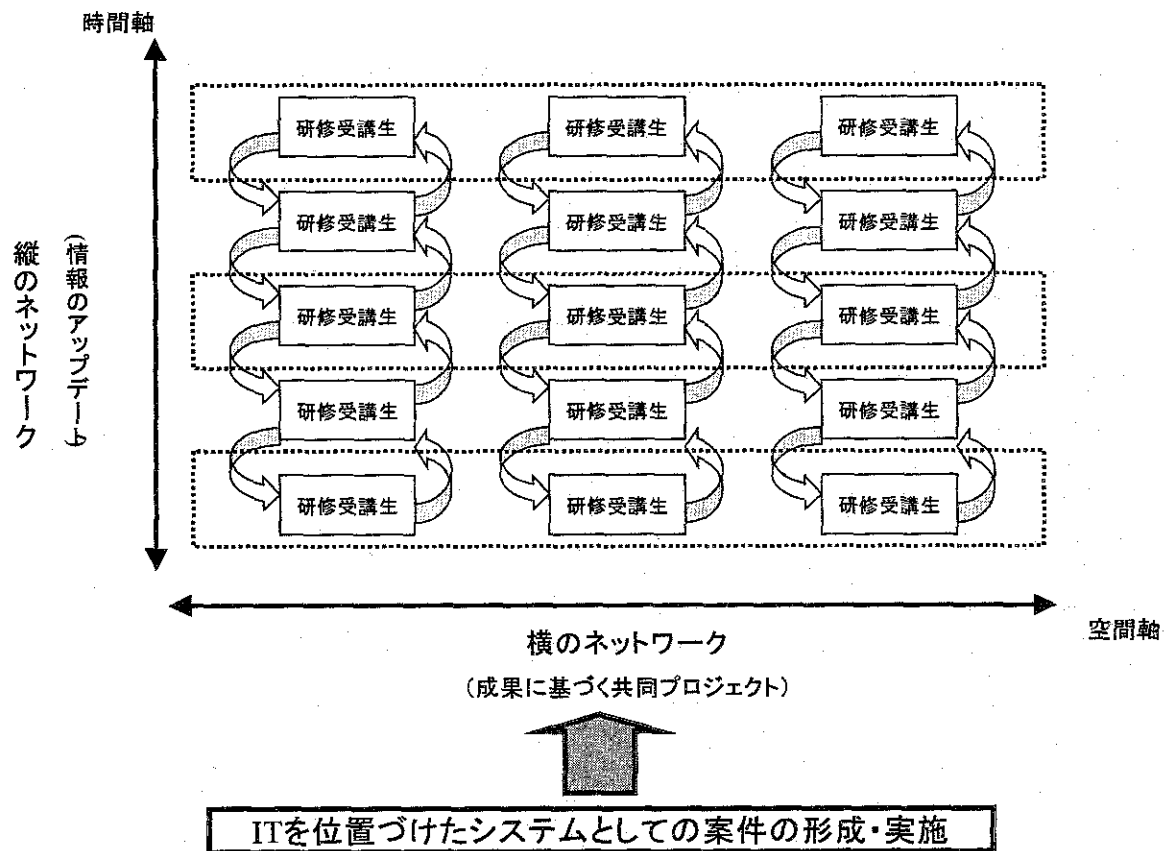 時間軸
研修受講生 研修受講生 研修受講生
研修受講生 研修受講生 研修受講生
研修受講生 研修受講生 研修受講生
研修受講生 研修受講生 研修受講生
研修受講生 研修受講生 研修受講生
縦のネットワーク
(情報のアップデート)
空間軸
横のネットワーク
(成果に基づく共同プロジェクト)
ITを位置づけたシステムとしての案件の形成・実施